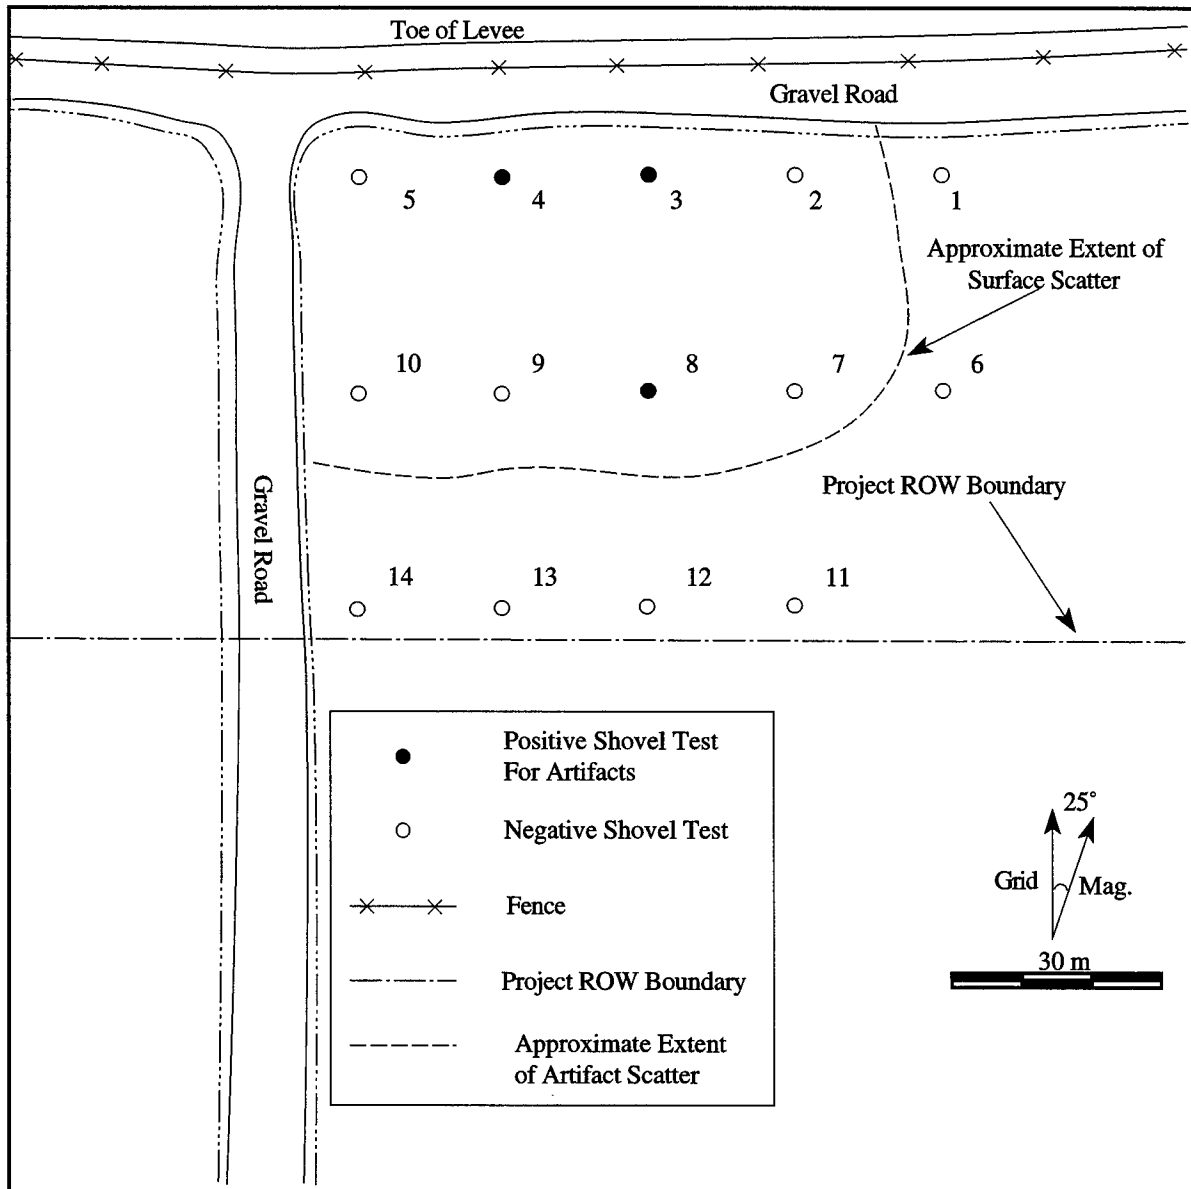 Toe of Levee
Gravel Road
5
4
3
2
1
Approximate Extent of
Surface Scatter
10
9
8
7
6
Gravel Road
Project ROW Boundary
14
13
12
11
Positive Shovel Test
For Artifacts
Negative Shovel Test
Fence
Project ROW Boundary
Approximate Extent
of Artifact Scatter
25°
Grid
Mag.
30 m